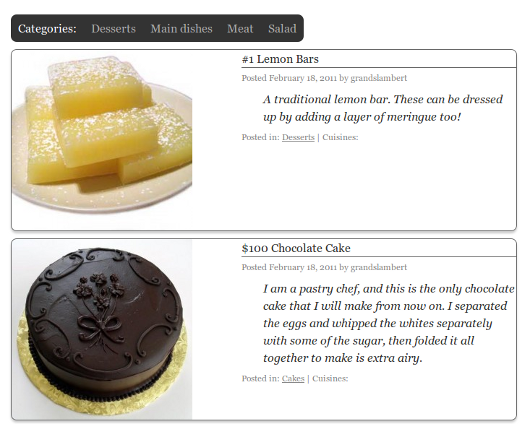 Categories: Desserts Main dishes Meat Salad
#1 Lemon Bars
Posted February 18, 2011 by grandslambert
A traditional lemon bar. These can be dressed
up by adding a layer of meringue too!
Posted in: Desserts | Cuisines:
$100 Chocolate Cake
Posted February 18, 2011 by grandslambert
I am a pastry chef, and this is the only chocolate
cake that I will make from now on. I separated
the eggs and whipped the whites separately
with some of the sugar, then folded it all
together to make is extra airy.
Posted in: Cakes | Cuisines: